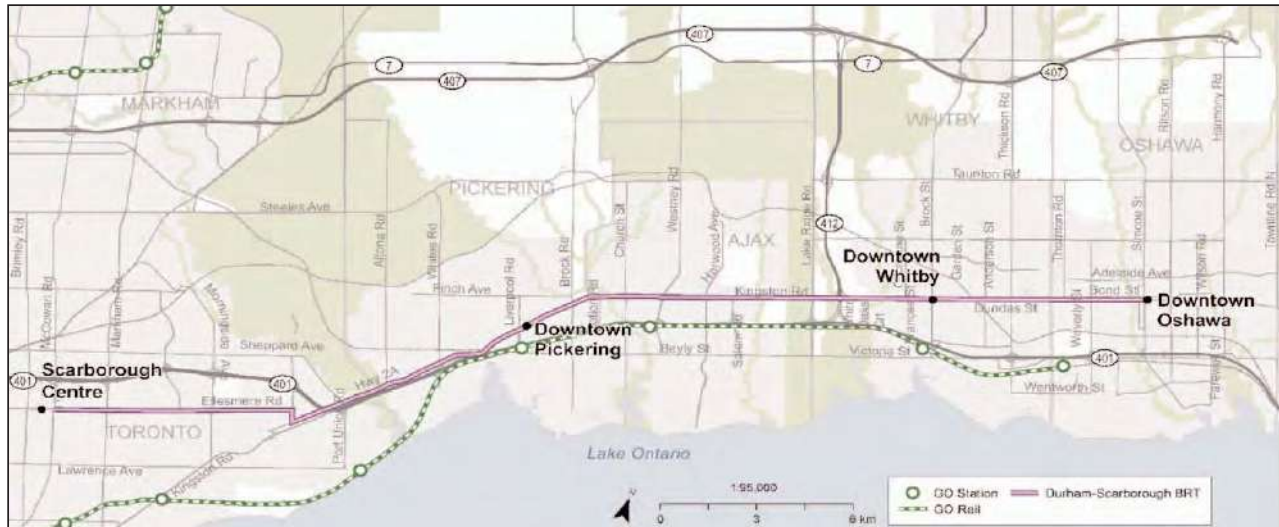 407
7
407
7
407
MARKHAM
WHITBY
OSHAWA
PICKERING
AJAX
TORONTO
Thickson Rd
Ritson Rd
Harmony Rd
Taunton Rd
Steeles Ave
Brimley Rd
McCowan Rd
Markham Rd
Morningside Ave
Altona Rd
Whites Rd
Liverpool Rd
Brock Rd
Church St
Westney Rd
Harwood Ave
Salem Rd
Lake Ridge Rd
412
Brock St
Garden St
Anderson St
Thornton Rd
Simcoe St
Wilson Rd
Townline Rd N
Downtown
Whitby
Adelaide Ave
Bond St
Finch Ave
Kingston Rd
Dundas St
Downtown
Oshawa
Downtown
Pickering
Sheppard Ave
Bayly St
Victoria St
Waverly St
401
Scarborough
Centre
401
401
Hwy 2A
Ellesmere Rd
Wentworth St
Farewell St
Port Union Rd
Lawrence Ave
Kingston Rd
Lake Ontario
N
1:95,000
0 1.5 3 6 km
GO Station
GO Rail
Durham-Scarborough BRT